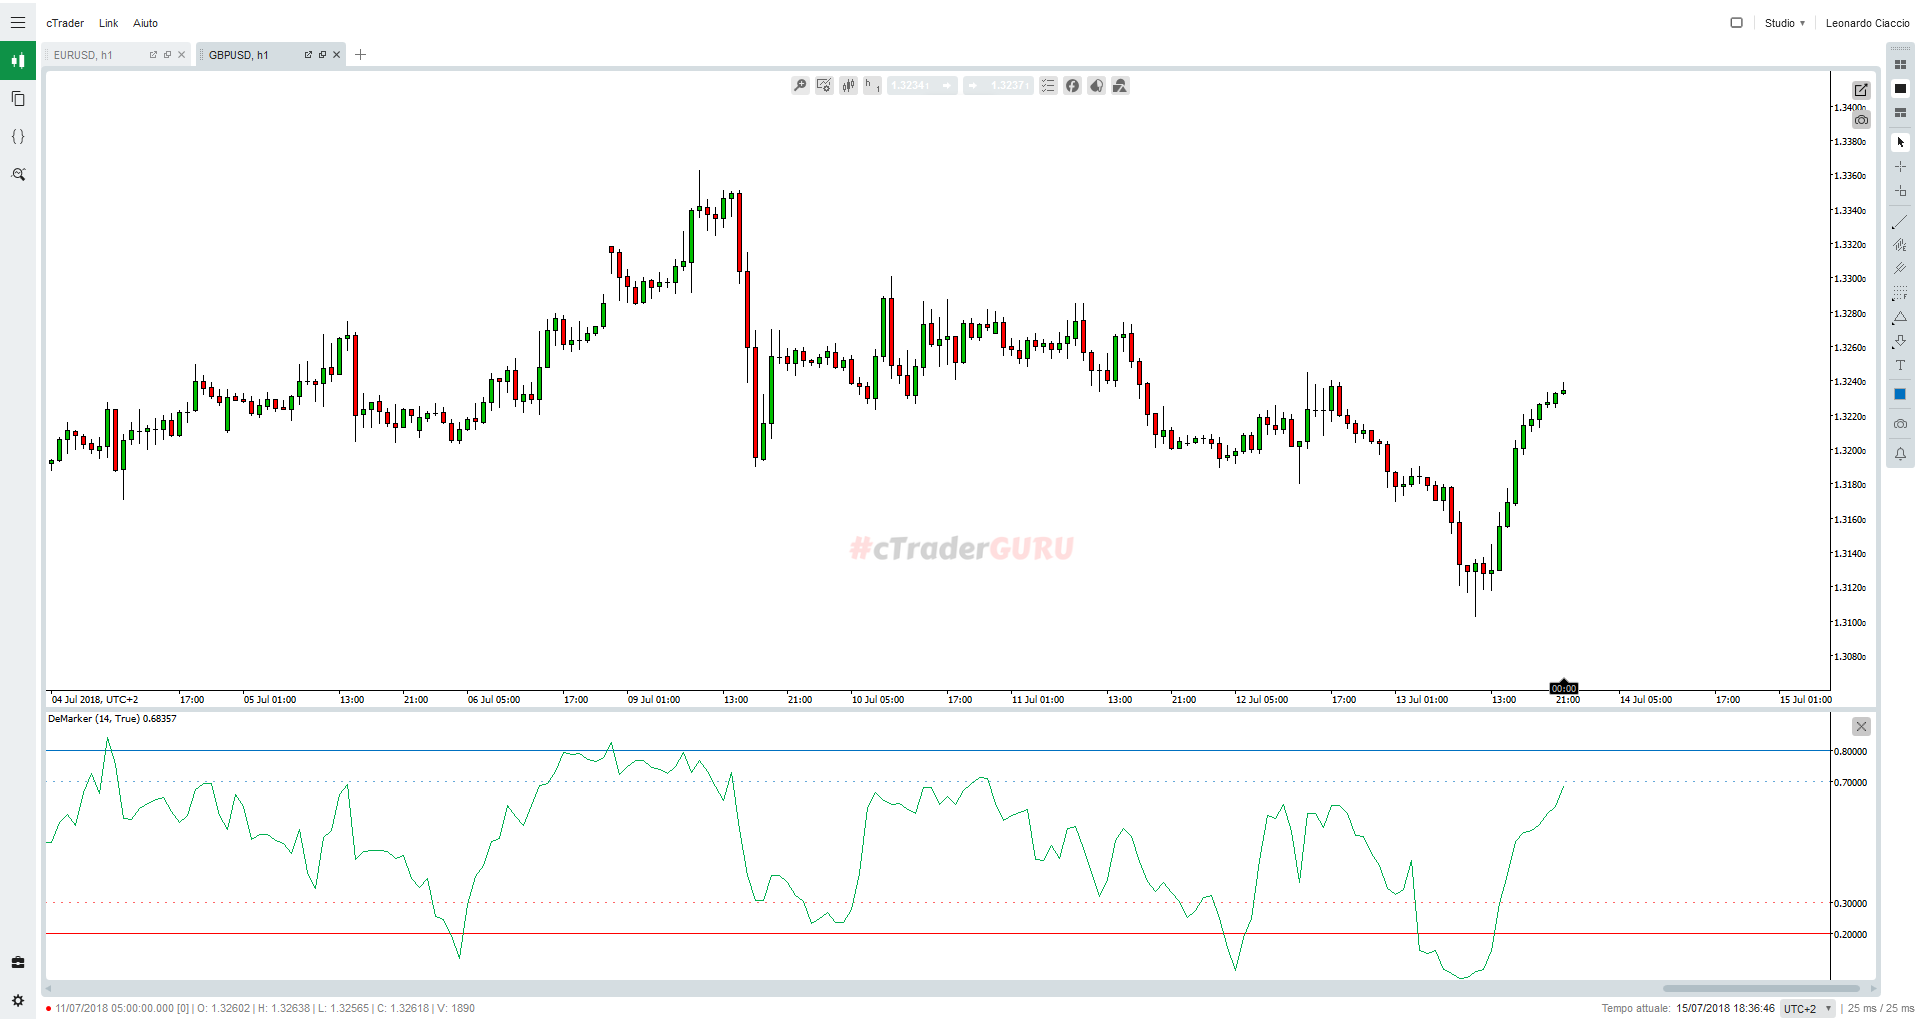 cTrader Link Aiuto
Studio Leonardo Ciaccio
EURUSD, h1 GBPUSD, h1
h1 1.32341 1.32371
1.34000
1.33800
1.33600
1.33400
1.33200
1.33000
1.32800
1.32600
1.32400
1.32200
1.32000
1.31800
1.31600
1.31400
1.31200
1.31000
1.30800
#cTraderGURU
00:00
04 Jul 2018, UTC+2 17:00 05 Jul 01:00 13:00 21:00 06 Jul 05:00 17:00 09 Jul 01:00 13:00 21:00 10 Jul 05:00 17:00 11 Jul 01:00 13:00 21:00 12 Jul 05:00 17:00 13 Jul 01:00 13:00 21:00 14 Jul 05:00 17:00 15 Jul 01:00
DeMarker (14, True) 0.68357
0.80000
0.70000
0.30000
0.20000
11/07/2018 05:00:00.000 [0] | O: 1.32602 | H: 1.32638 | L: 1.32565 | C: 1.32618 | V: 1890
Tempo attuale: 15/07/2018 18:36:46 UTC+2 | 25 ms / 25 ms